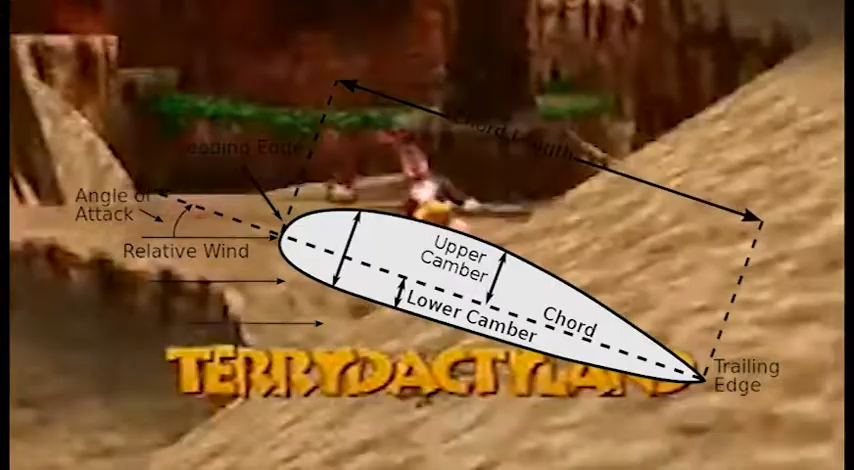 Chord Length
Leading Edge
Angle of
Attack
Relative Wind
Upper
Camber
Lower Camber
Chord
TERRYDACTYLAND
Trailing
Edge